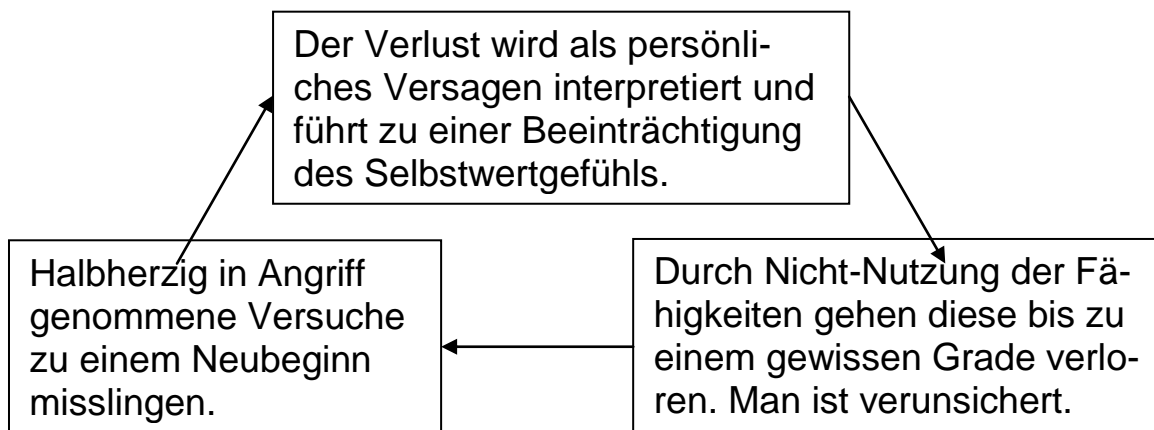 Der Verlust wird als persönli-
ches Versagen interpretiert und
führt zu einer Beeinträchtigung
des Selbstwertgefühls.
Halbherzig in Angriff
genommene Versuche
zu einem Neubeginn
misslingen.
Durch Nicht-Nutzung der Fä-
higkeiten gehen diese bis zu
einem gewissen Grade verlo-
ren. Man ist verunsichert.